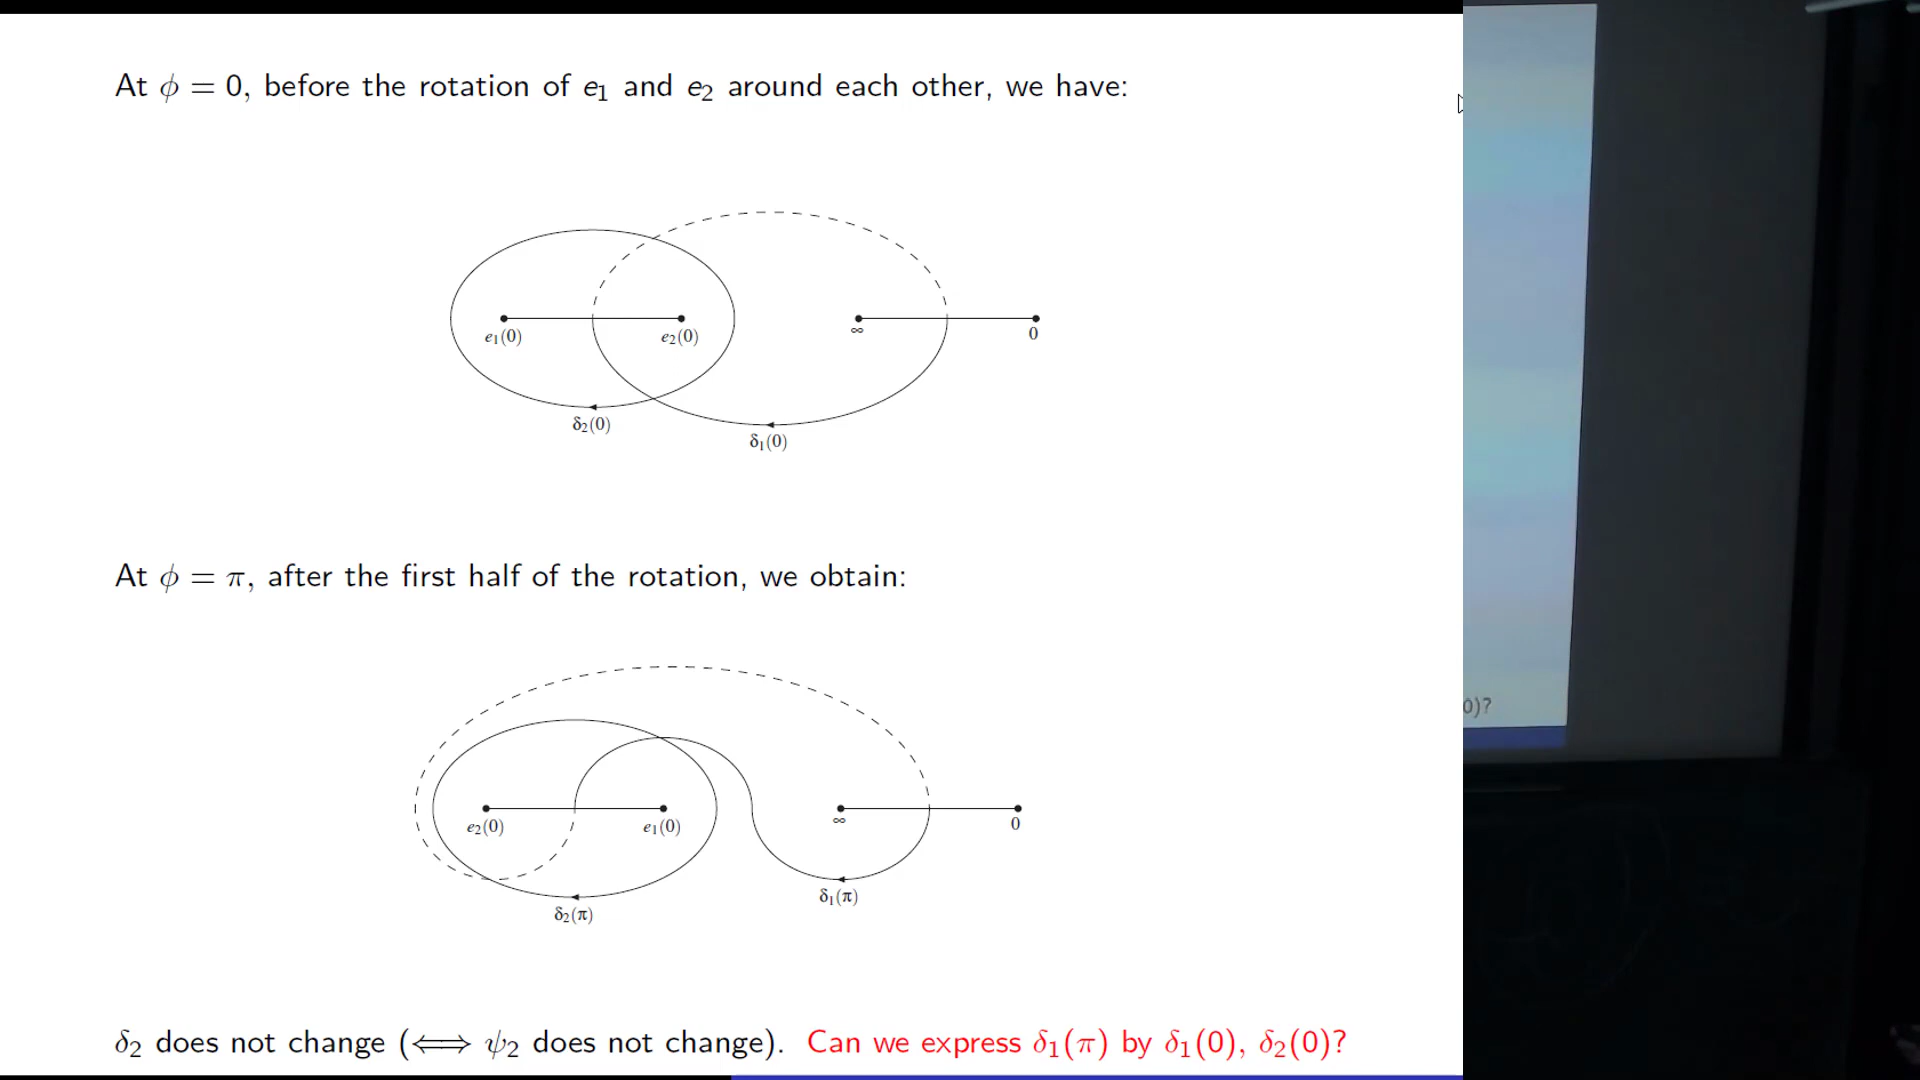 At ϕ = 0, before the rotation of e₁ and e₂ around each other, we have:
e₁(0) e₂(0) ∞ 0
δ₂(0)
δ₁(0)
At ϕ = π, after the first half of the rotation, we obtain:
e₂(0) e₁(0) ∞ 0
δ₁(π)
δ₂(π)
δ₂ does not change (⟺ ψ₂ does not change). Can we express δ₁(π) by δ₁(0), δ₂(0)?
0)?